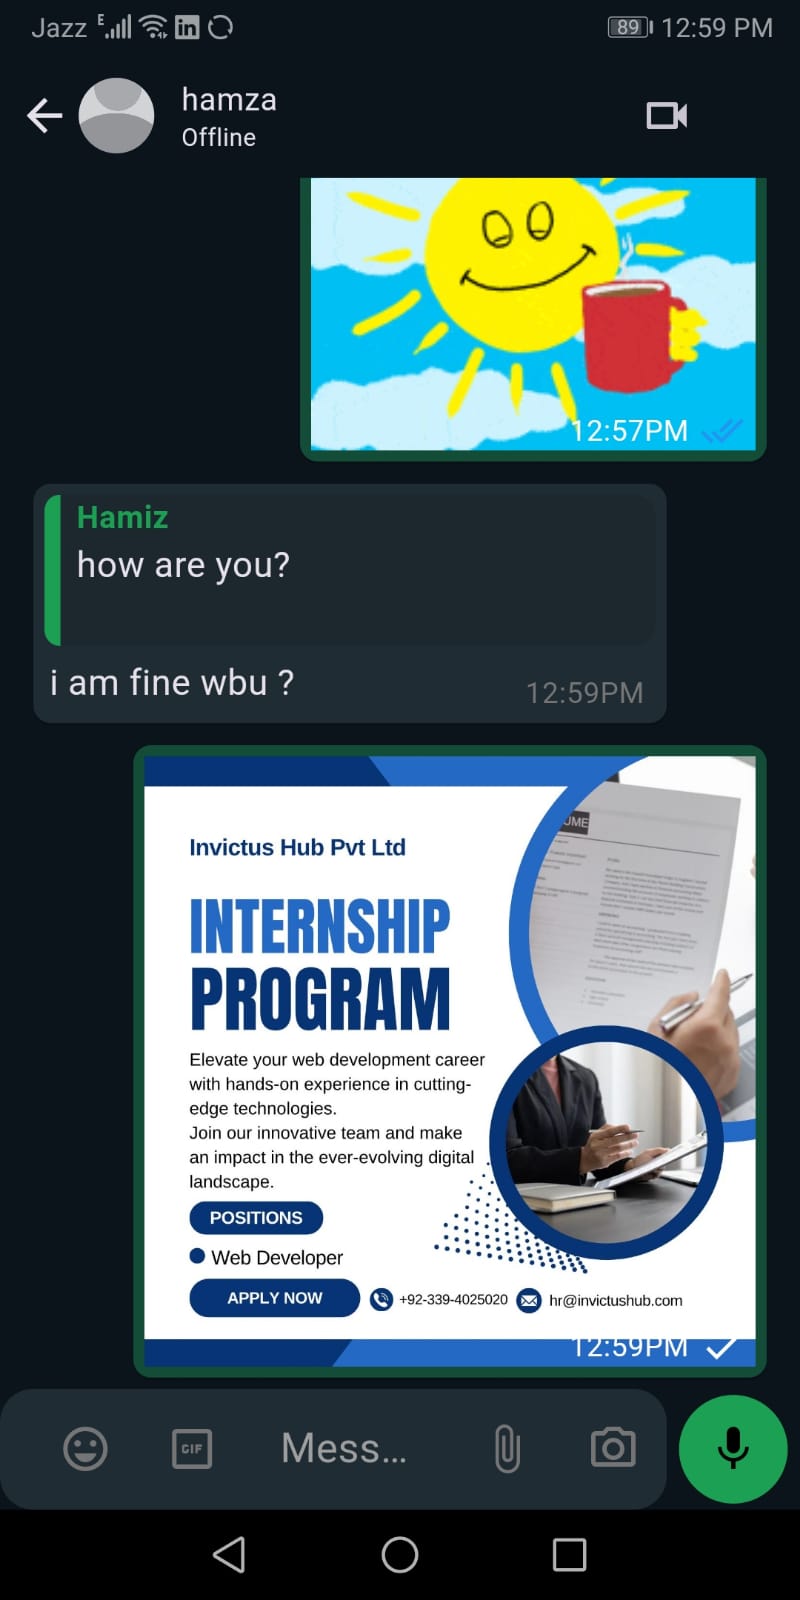 Jazz E 89 12:59 PM
hamza
Offline
12:57PM
Hamiz
how are you?
i am fine wbu ?
12:59PM
UME
Invictus Hub Pvt Ltd
INTERNSHIP
PROGRAM
Elevate your web development career
with hands-on experience in cutting-
edge technologies.
Join our innovative team and make
an impact in the ever-evolving digital
landscape.
POSITIONS
Web Developer
APPLY NOW +92-339-4025020 hr@invictushub.com
12:59PM
GIF Mess...